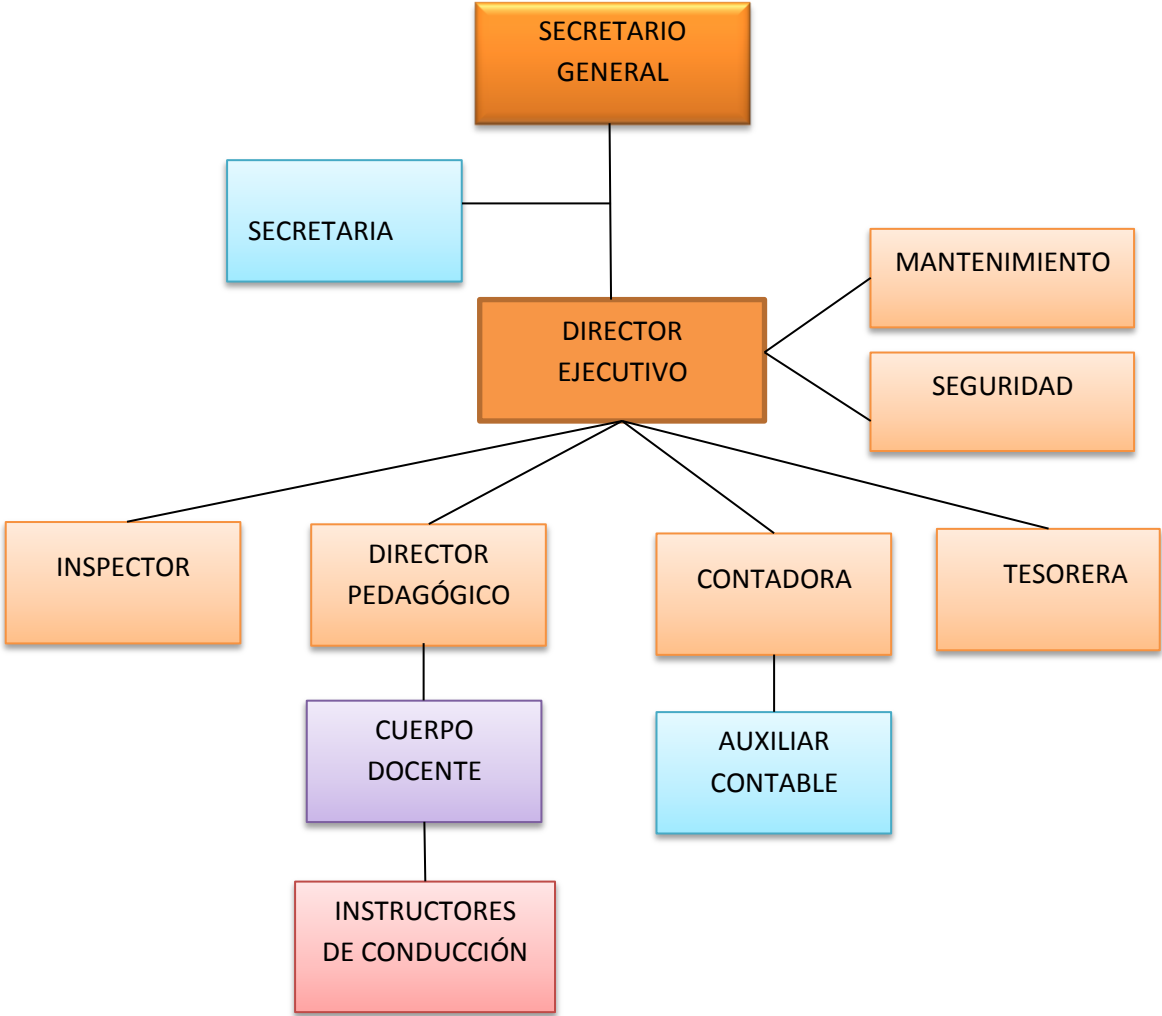 SECRETARIO
GENERAL
SECRETARIA
MANTENIMIENTO
DIRECTOR
EJECUTIVO
SEGURIDAD
INSPECTOR
DIRECTOR
PEDAGÓGICO
CONTADORA
TESORERA
CUERPO
DOCENTE
AUXILIAR
CONTABLE
INSTRUCTORES
DE CONDUCCIÓN